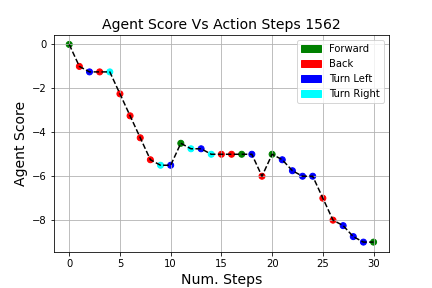 Agent Score Vs Action Steps 1562
Forward
Back
Turn Left
Turn Right
Agent Score
0
−2
−4
−6
−8
0 5 10 15 20 25 30
Num. Steps